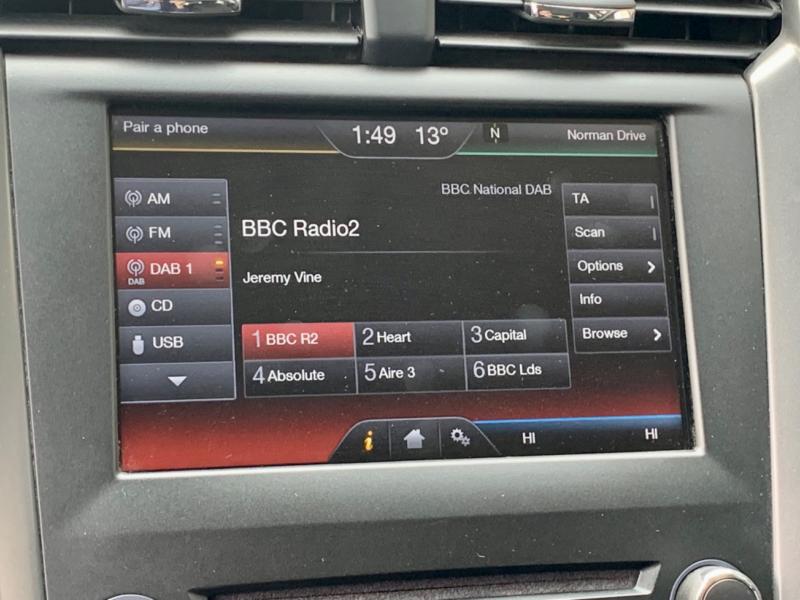 Pair a phone
1:49 13° N
Norman Drive
BBC National DAB
AM
FM
DAB 1
DAB
CD
USB
BBC Radio2
Jeremy Vine
TA
Scan
Options
Info
Browse
1 BBC R2
2 Heart
3 Capital
4 Absolute
5 Aire 3
6 BBC Lds
i
HI
HI